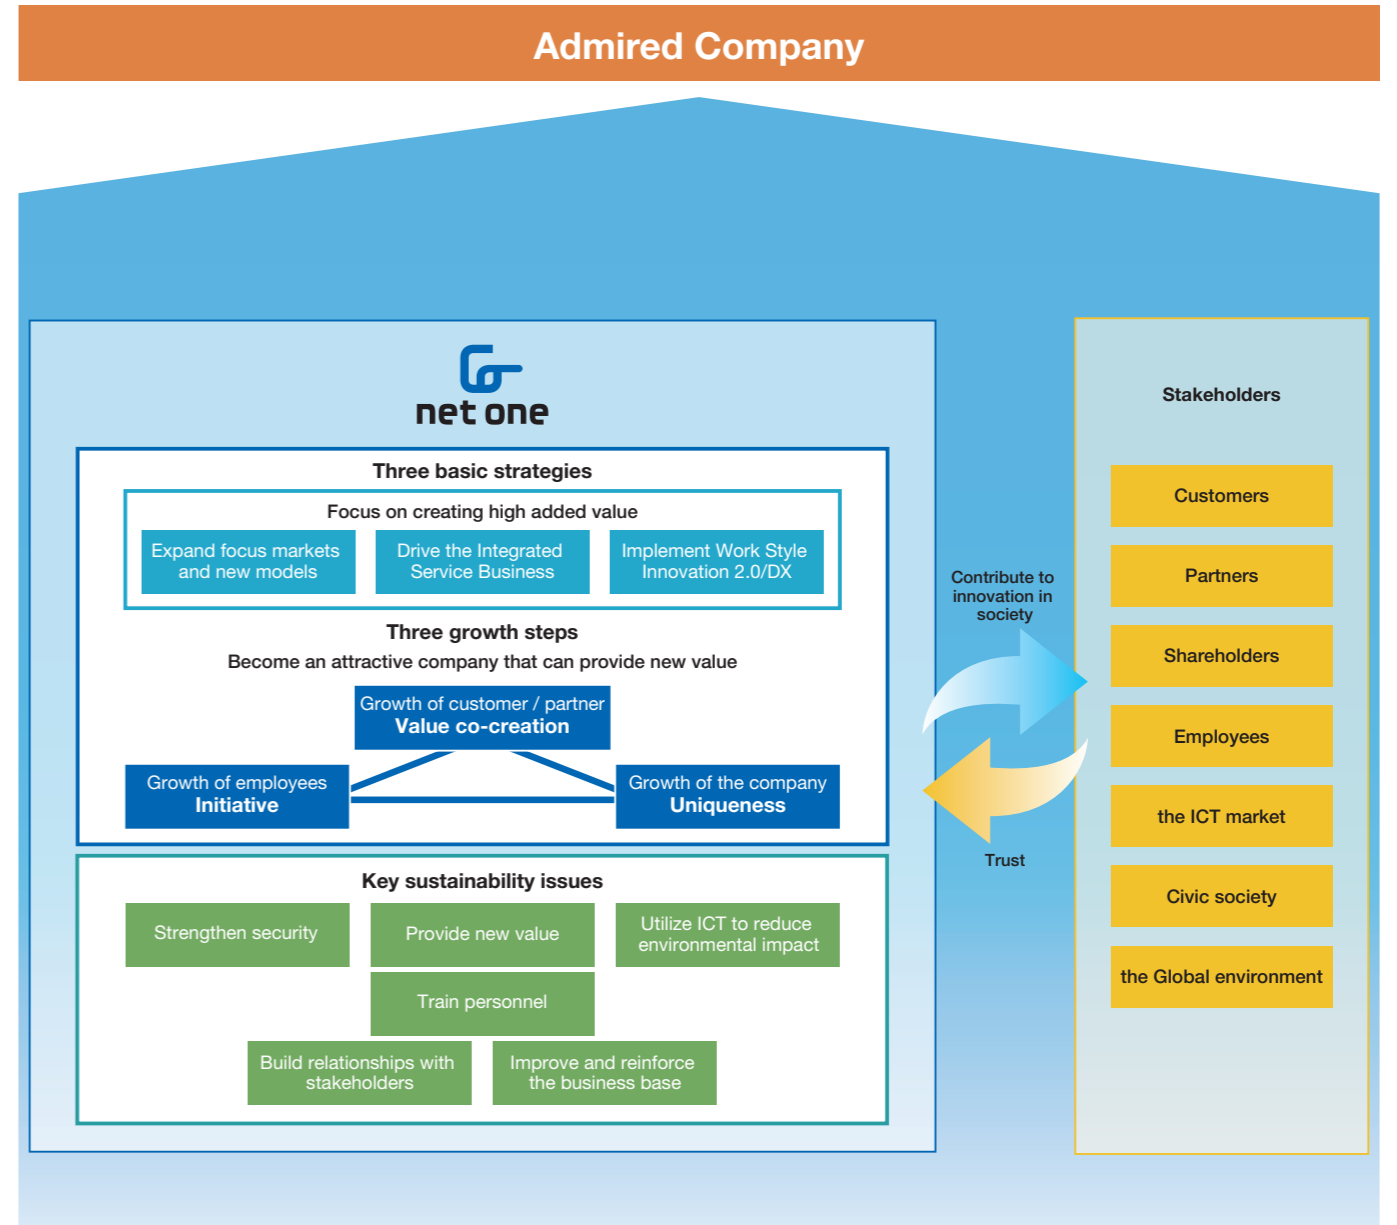 Admired Company
net one
Three basic strategies
Focus on creating high added value
Expand focus markets
and new models
Drive the Integrated
Service Business
Implement Work Style
Innovation 2.0/DX
Three growth steps
Become an attractive company that can provide new value
Growth of customer / partner
Value co-creation
Growth of employees
Initiative
Growth of the company
Uniqueness
Key sustainability issues
Strengthen security
Provide new value
Utilize ICT to reduce
environmental impact
Train personnel
Build relationships with
stakeholders
Improve and reinforce
the business base
Contribute to
innovation in
society
Trust
Stakeholders
Customers
Partners
Shareholders
Employees
the ICT market
Civic society
the Global environment